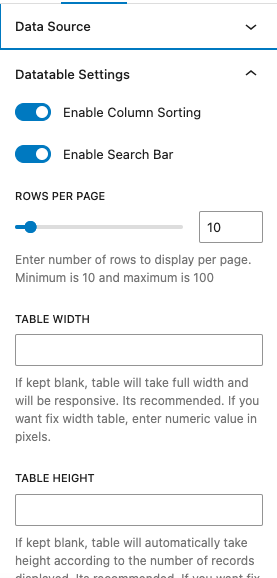 Data Source
Datatable Settings
Enable Column Sorting
Enable Search Bar
ROWS PER PAGE
10
Enter number of rows to display per page.
Minimum is 10 and maximum is 100
TABLE WIDTH
If kept blank, table will take full width and
will be responsive. Its recommended. If you
want fix width table, enter numeric value in
pixels.
TABLE HEIGHT
If kept blank, table will automatically take
height according to the number of records
displayed. Its recommended. If you want fix